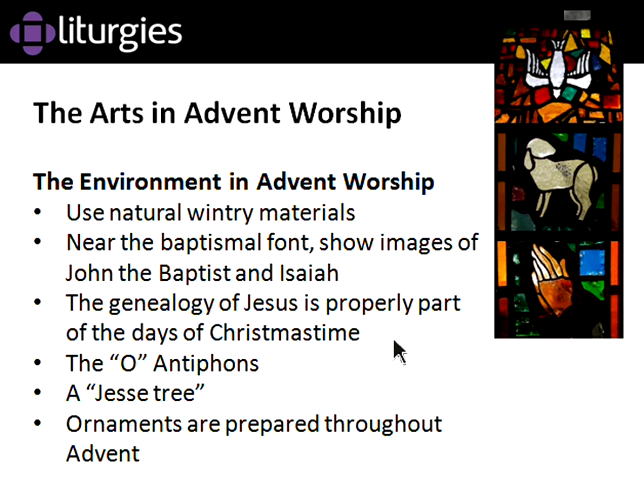 liturgies
The Arts in Advent Worship
The Environment in Advent Worship
• Use natural wintry materials
• Near the baptismal font, show images of
John the Baptist and Isaiah
• The genealogy of Jesus is properly part
of the days of Christmastime
• The “O” Antiphons
• A “Jesse tree”
• Ornaments are prepared throughout
Advent